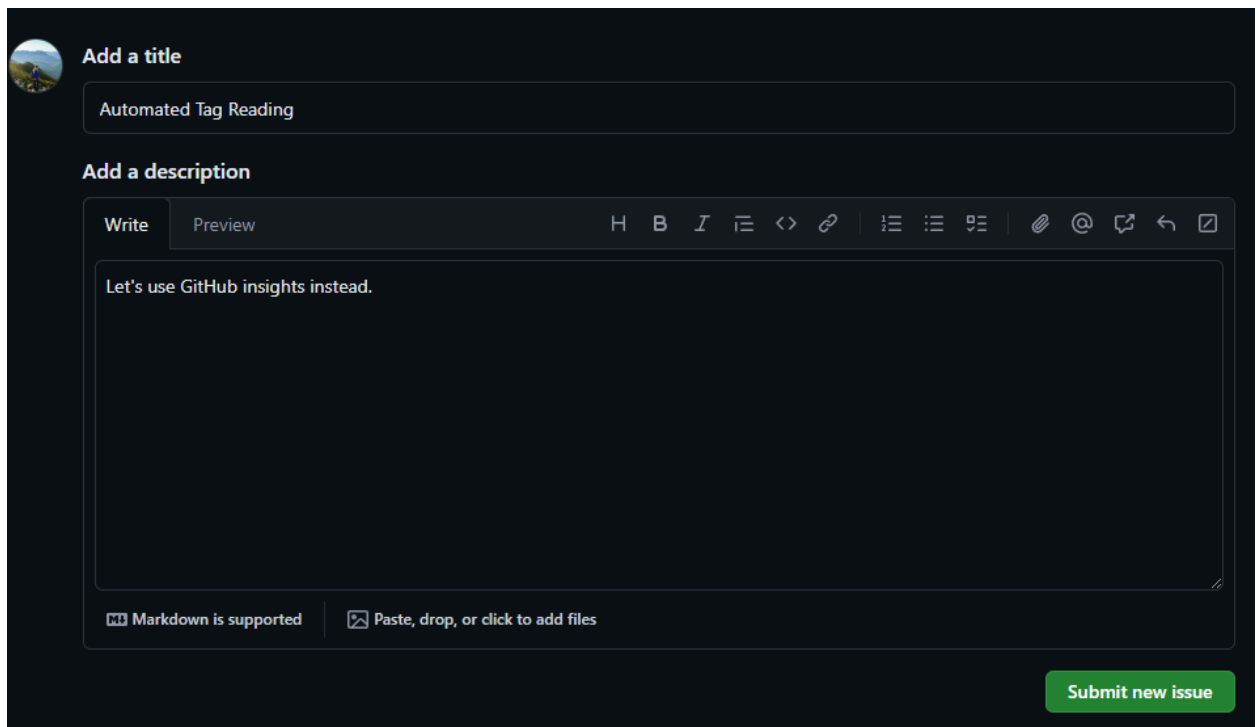 Add a title
Automated Tag Reading
Add a description
Write Preview H B I
Let's use GitHub insights instead.
Markdown is supported Paste, drop, or click to add files
Submit new issue